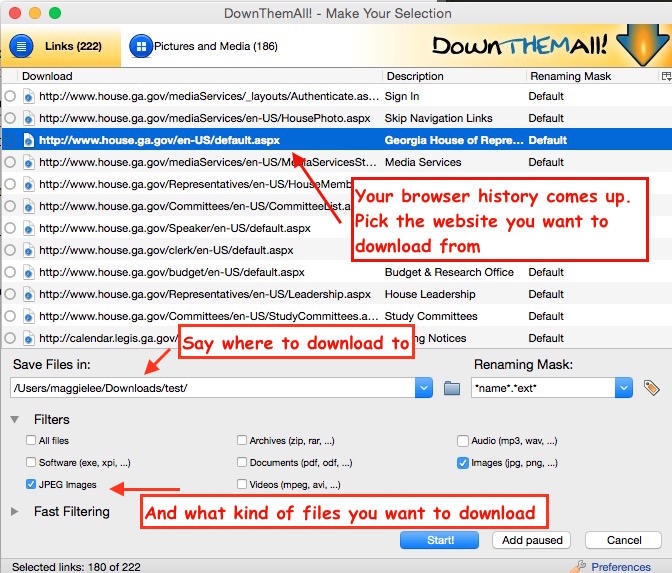 DownThemAll! - Make Your Selection
Links (222)
Pictures and Media (186)
DownTHEMALL!
Download
Description
Renaming Mask
http://www.house.ga.gov/mediaServices/_layouts/Authenticate.as... Sign In Default
http://www.house.ga.gov/en-US/HousePhoto.aspx Skip Navigation Links Default
http://www.house.ga.gov/en-US/default.aspx Georgia House of Repre... Default
http://www.house.ga.gov/en-US/MediaServicesSt... Media Services Default
http://www.house.ga.gov/Representatives/en-US/HouseMemb
http://www.house.ga.gov/Committees/en-US/CommitteeList.a
http://www.house.ga.gov/Speaker/en-US/default.aspx
http://www.house.ga.gov/clerk/en-US/default.aspx
Your browser history comes up.
Pick the website you want to
download from
http://www.house.ga.gov/budget/en-US/default.aspx Budget & Research Office Default
http://www.house.ga.gov/Representatives/en-US/Leadership.aspx House Leadership Default
http://www.house.ga.gov/Committees/en-US/StudyCommittees.a... Study Committees Default
http://calendar.legis.ga.gov/ Notices Default
Say where to download to
Save Files in:
Renaming Mask:
/Users/maggielee/Downloads/test/
*name*.*ext*
Filters
All files
Archives (zip, rar, ...)
Audio (mp3, wav, ...)
Software (exe, xpi, ...)
Documents (pdf, odf, ...)
Images (jpg, png, ...)
JPEG Images
Videos (mpeg, avi, ...)
And what kind of files you want to download
Fast Filtering
Start!
Add paused
Cancel
Selected links: 180 of 222
Preferences